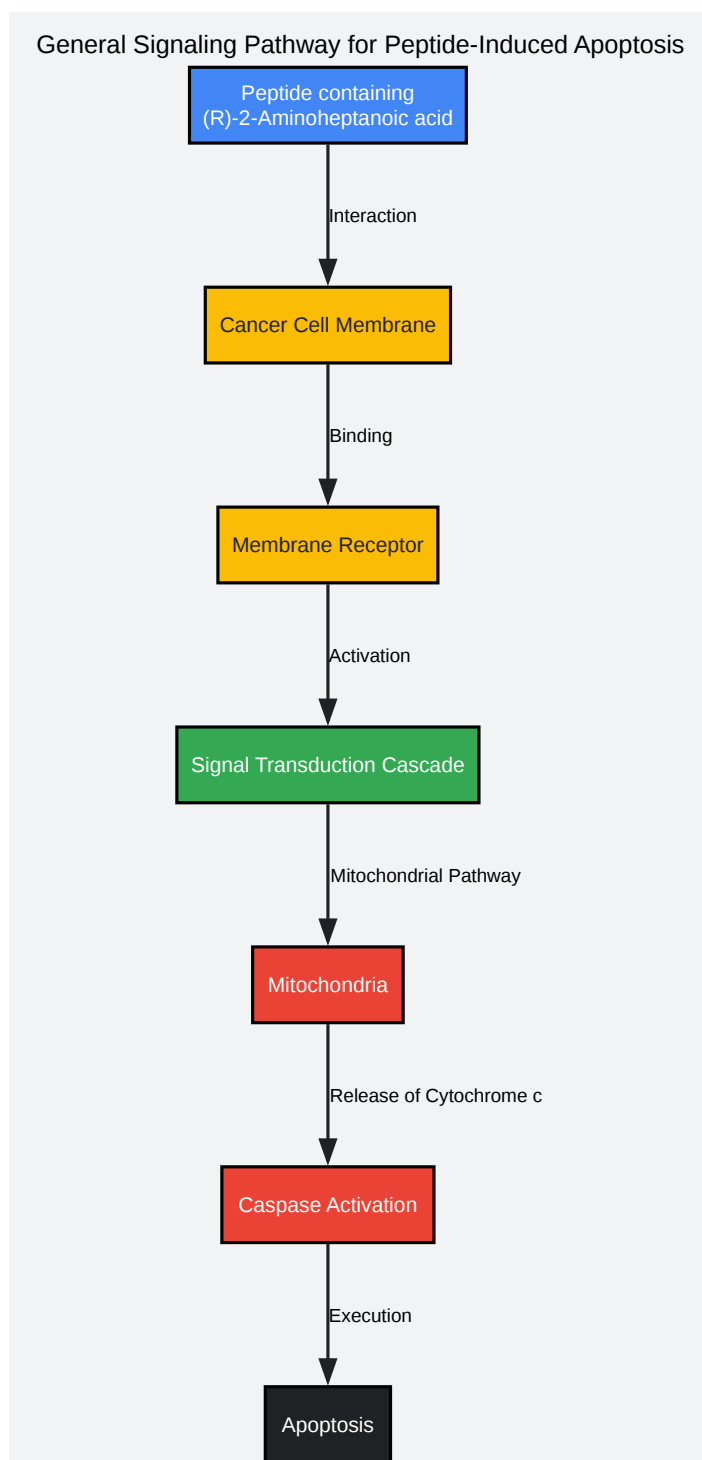 General Signaling Pathway for Peptide-Induced Apoptosis
Peptide containing
(R)-2-Aminoheptanoic acid
Interaction
Cancer Cell Membrane
Binding
Membrane Receptor
Activation
Signal Transduction Cascade
Mitochondrial Pathway
Mitochondria
Release of Cytochrome c
Caspase Activation
Execution
Apoptosis